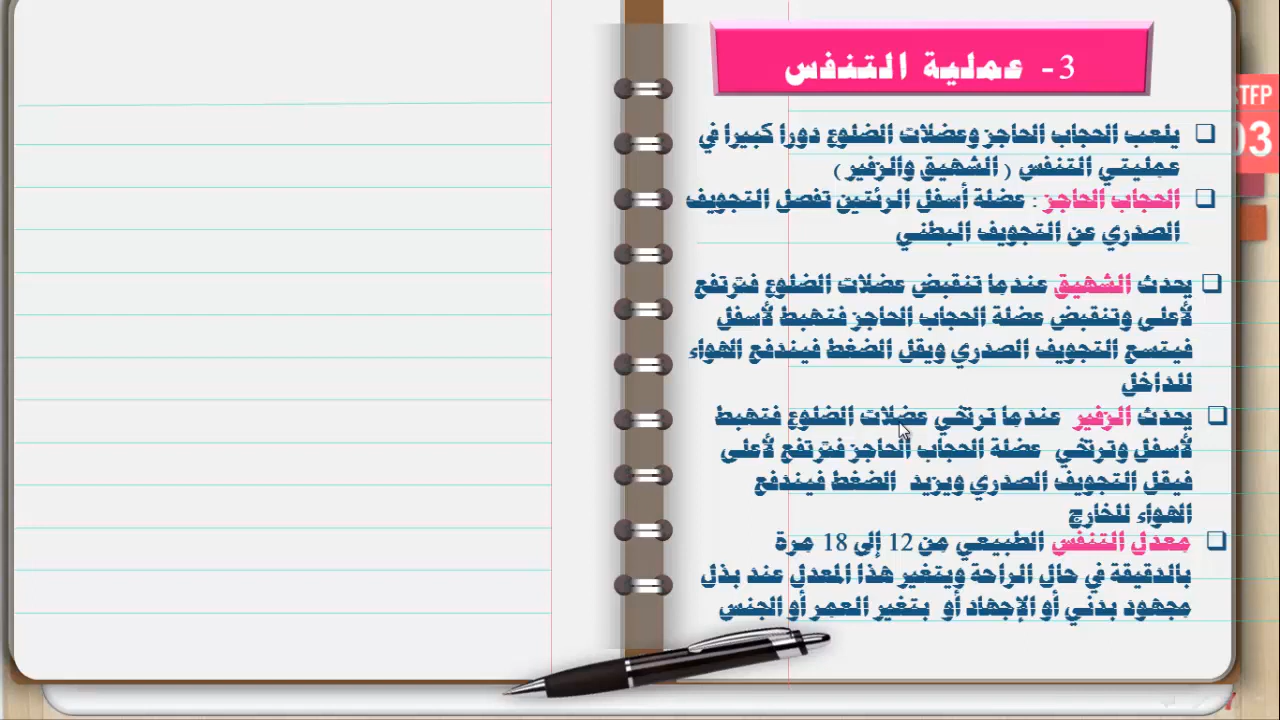 3- عملية التنفس
يلعب الحجاب الحاجز وعضلات الضلوع دورا كبيرا في
عمليتي التنفس ( الشهيق والزفير )
الحجاب الحاجز : عضلة أسفل الرئتين تفصل التجويف
الصدري عن التجويف البطني
يحدث الشهيق عندما تنقبض عضلات الضلوع فترتفع
لأعلى وتنقبض عضلة الحجاب الحاجز فتهبط لأسفل
فيتسع التجويف الصدري ويقل الضغط فيندفع الهواء
للداخل
يحدث الزفير عندما ترتخي عضلات الضلوع فتهبط
لأسفل وترتخي عضلة الحجاب الحاجز فترتفع لأعلى
فيقل التجويف الصدري ويزيد الضغط فيندفع
الهواء للخارج
معدل التنفس الطبيعي من 12 إلى 18 مرة
بالدقيقة في حال الراحة ويتغير هذا المعدل عند بذل
مجهود بدني أو الإجهاد أو بتغير العمر أو الجنس
TFP
03
7